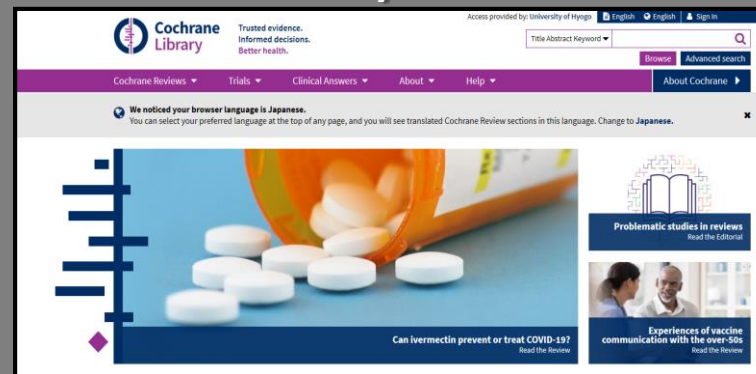 Access provided by: University of Hyogo English English Sign In
Cochrane Library
Trusted evidence.
Informed decisions.
Better health.
Title Abstract Keyword
Browse Advanced search
Cochrane Reviews Trials Clinical Answers About Help About Cochrane
We noticed your browser language is Japanese.
You can select your preferred language at the top of any page, and you will see translated Cochrane Review sections in this language. Change to Japanese.
Problematic studies in reviews
Read the Editorial
Can ivermectin prevent or treat COVID-19?
Read the Review
Experiences of vaccine
communication with the over-50s
Read the Review